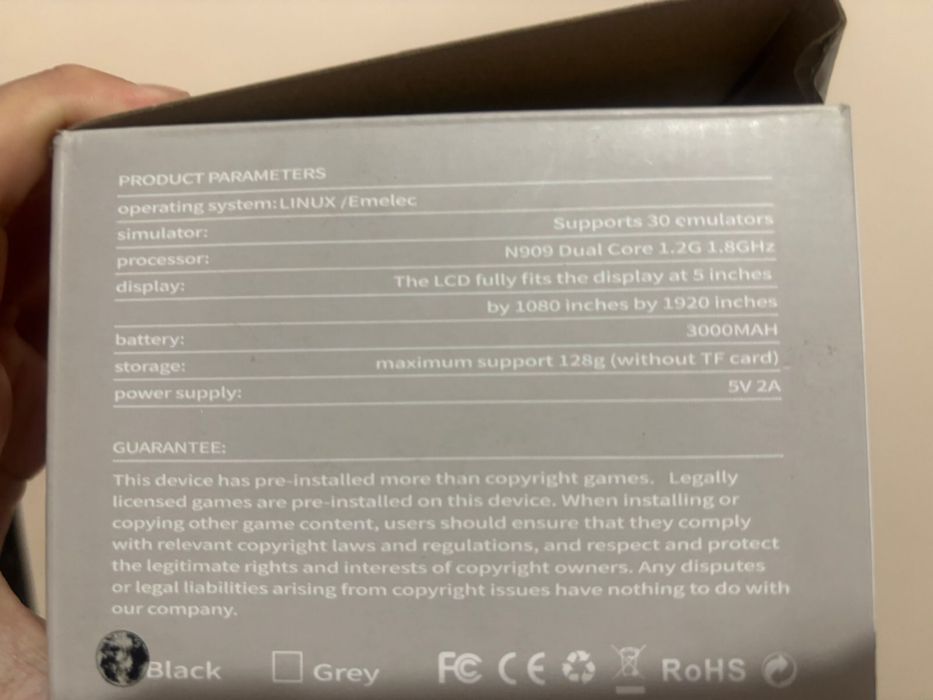 PRODUCT PARAMETERS
operating system: LINUX /Emelec
simulator: Supports 30 emulators
processor: N909 Dual Core 1.2G 1.8GHz
display: The LCD fully fits the display at 5 inches
by 1080 inches by 1920 inches
battery: 3000MAH
storage: maximum support 128g (without TF card)
power supply: 5V 2A
GUARANTEE:
This device has pre-installed more than copyright games. Legally
licensed games are pre-installed on this device. When installing or
copying other game content, users should ensure that they comply
with relevant copyright laws and regulations, and respect and protect
the legitimate rights and interests of copyright owners. Any disputes
or legal liabilities arising from copyright issues have nothing to do with
our company.
Black Grey FC CE RoHS